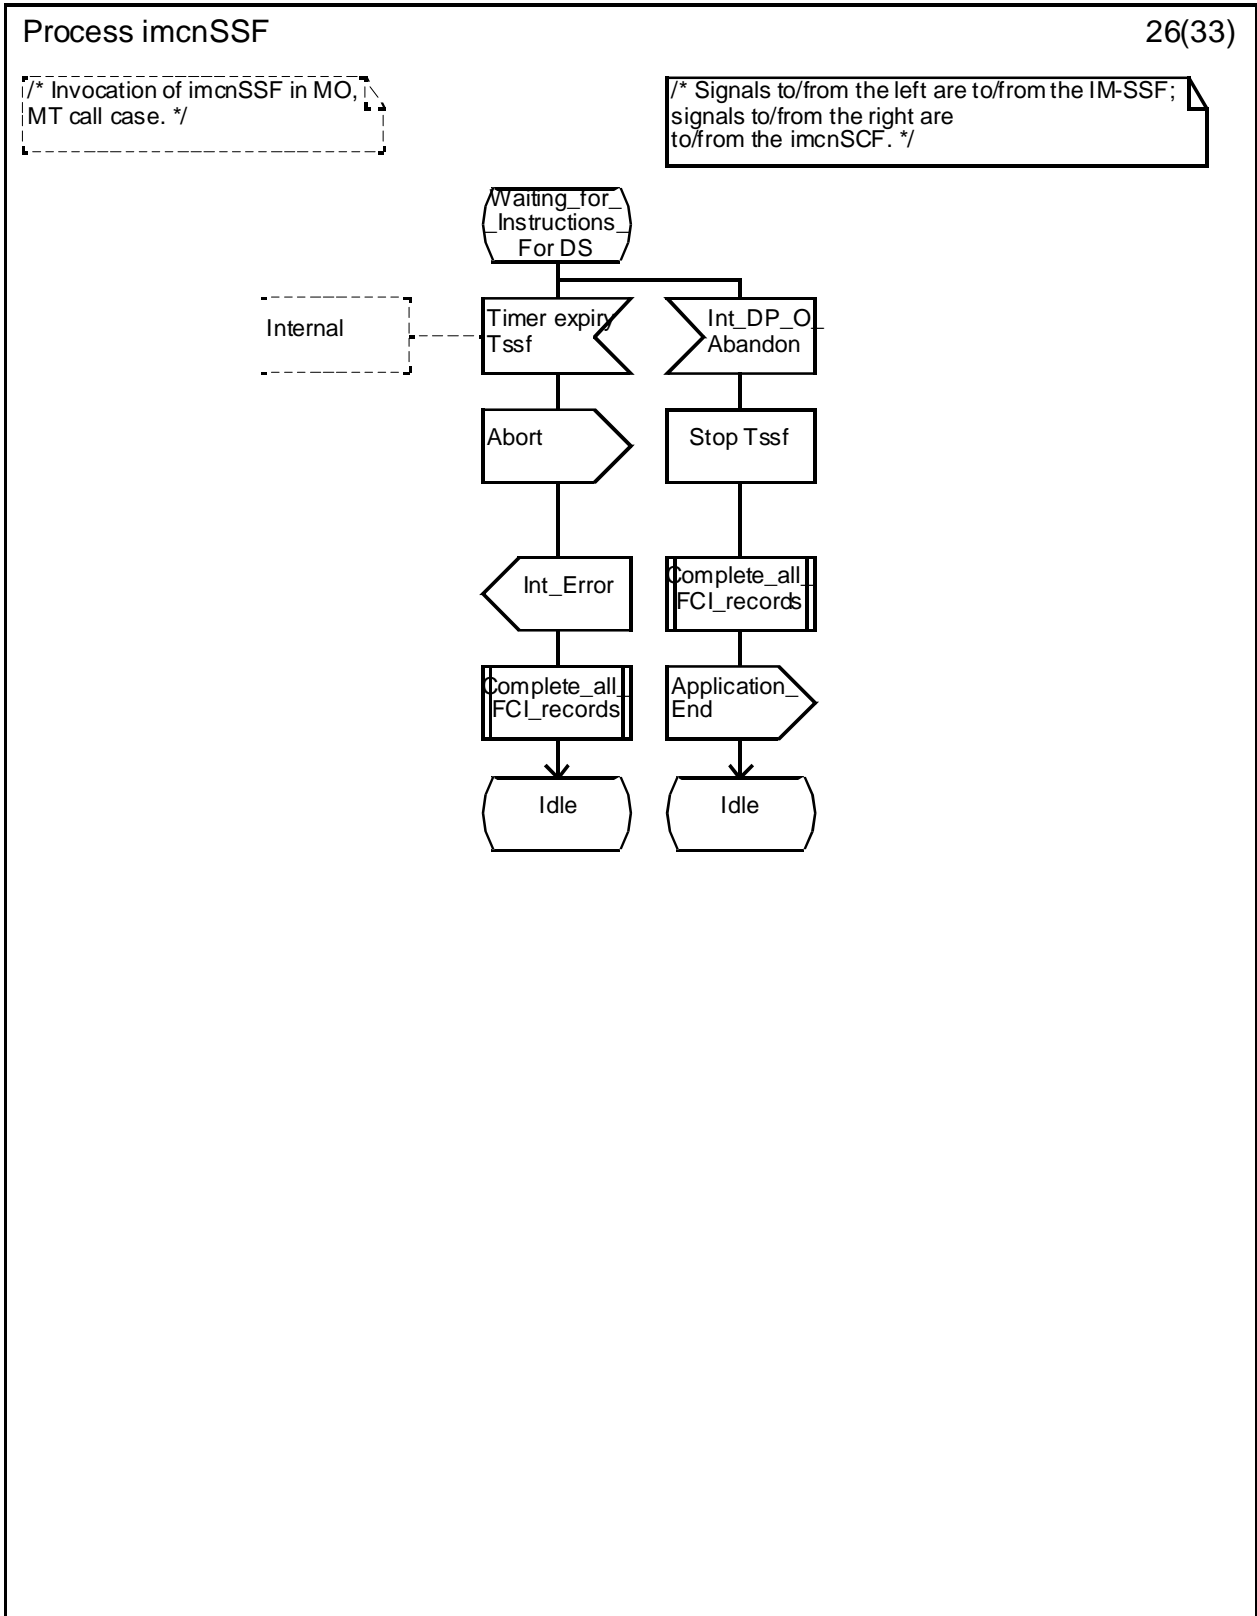 Process imcnSSF
26(33)
/* Invocation of imcnSSF in MO,
MT call case. */
/* Signals to/from the left are to/from the IM-SSF;
signals to/from the right are
to/from the imcnSCF. */
Waiting_for_
_Instructions_
For DS
Internal
Timer expiry
Tssf
Int_DP_O_
Abandon
Abort
Stop Tssf
Int_Error
Complete_all_
FCI_records
Complete_all_
FCI_records
Application_
End
Idle
Idle